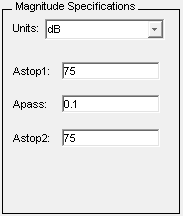 Magnitude Specifications
Units: dB
Astop1: 75
Apass: 0.1
Astop2: 75